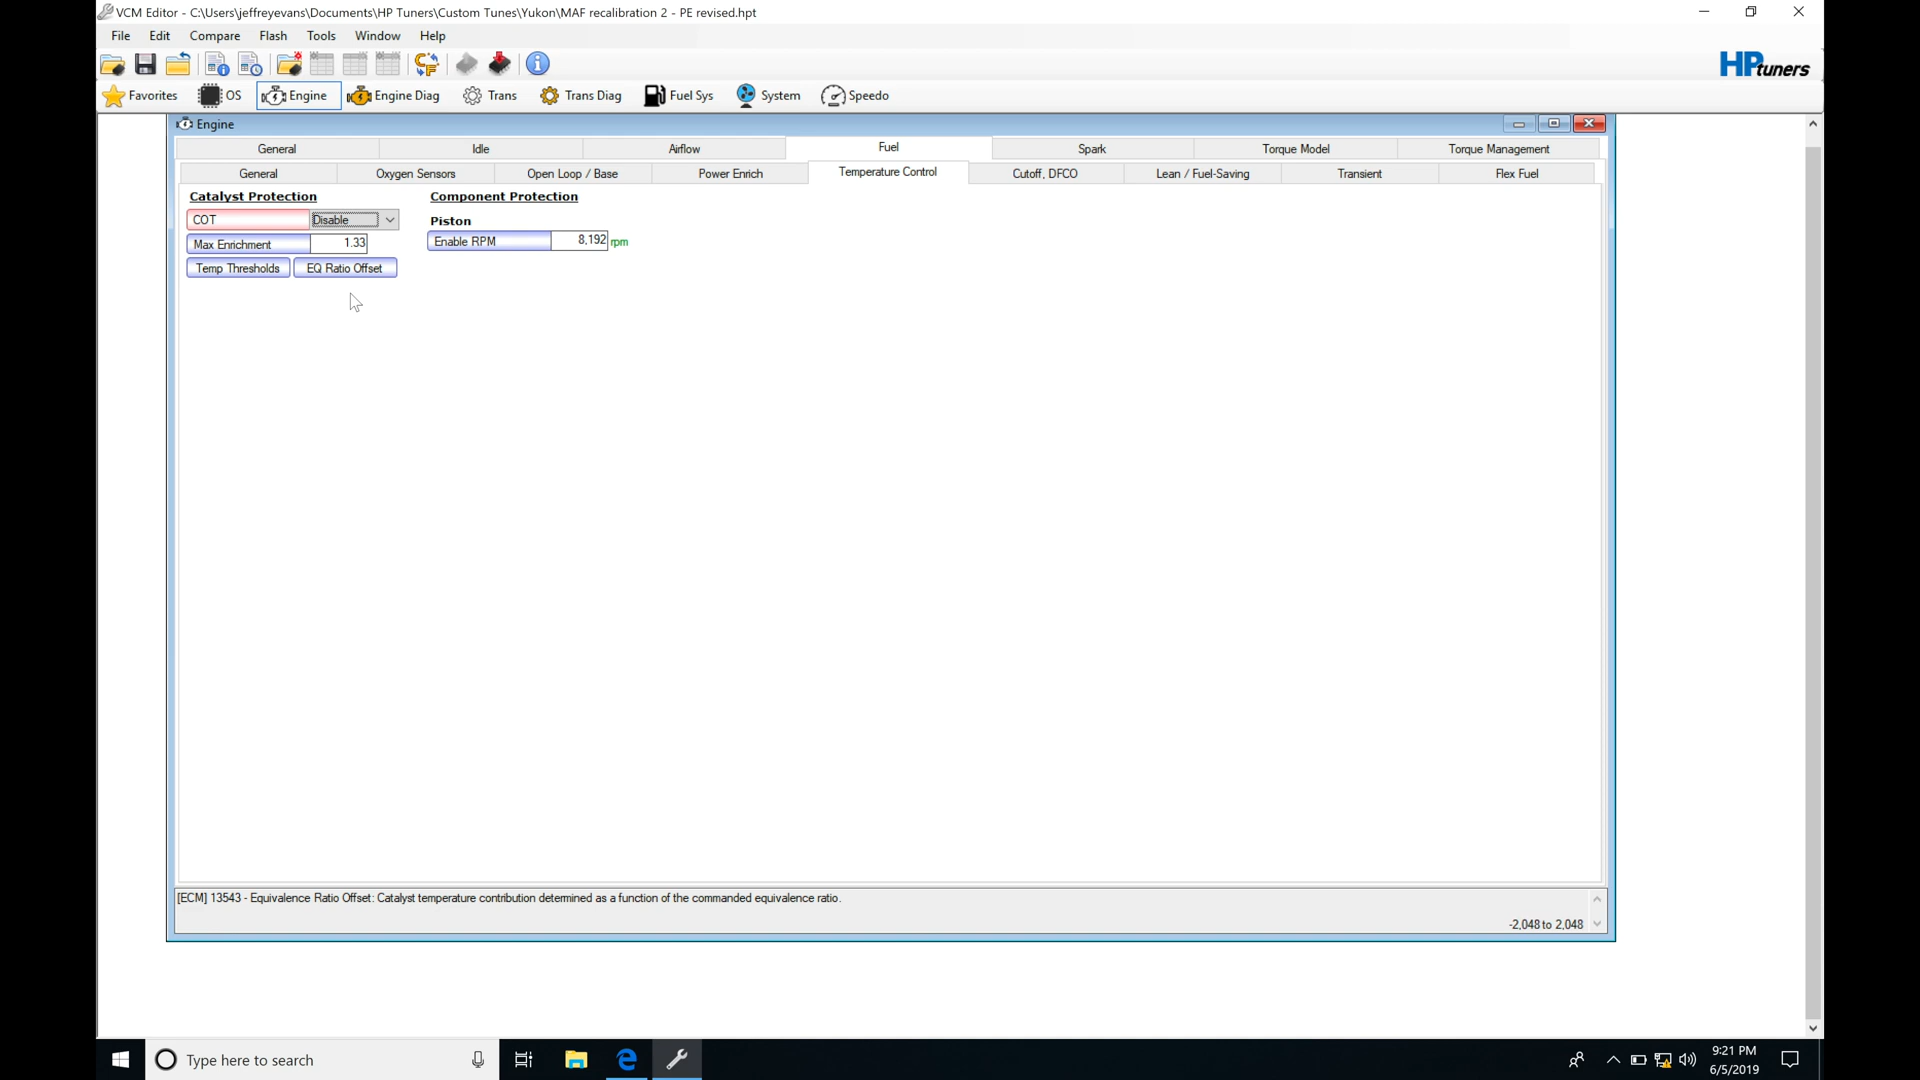 VCM Editor - C:\Users\jeffreyevans\Documents\HP Tuners\Custom Tunes\Yukon\MAF recalibration 2 - PE revised.hpt
File Edit Compare Flash Tools Window Help
HPtuners
Favorites OS Engine Engine Diag Trans Trans Diag Fuel Sys System Speedo
Engine
General Idle Airflow Fuel Spark Torque Model Torque Management
General Oxygen Sensors Open Loop / Base Power Enrich Temperature Control Cutoff, DFCO Lean / Fuel-Saving Transient Flex Fuel
Catalyst Protection Component Protection
COT Disable Piston
Max Enrichment 1.33 Enable RPM 8,192 rpm
Temp Thresholds EQ Ratio Offset
[ECM] 13543 - Equivalence Ratio Offset: Catalyst temperature contribution determined as a function of the commanded equivalence ratio.
-2,048 to 2,048
Type here to search
9:21 PM
6/5/2019